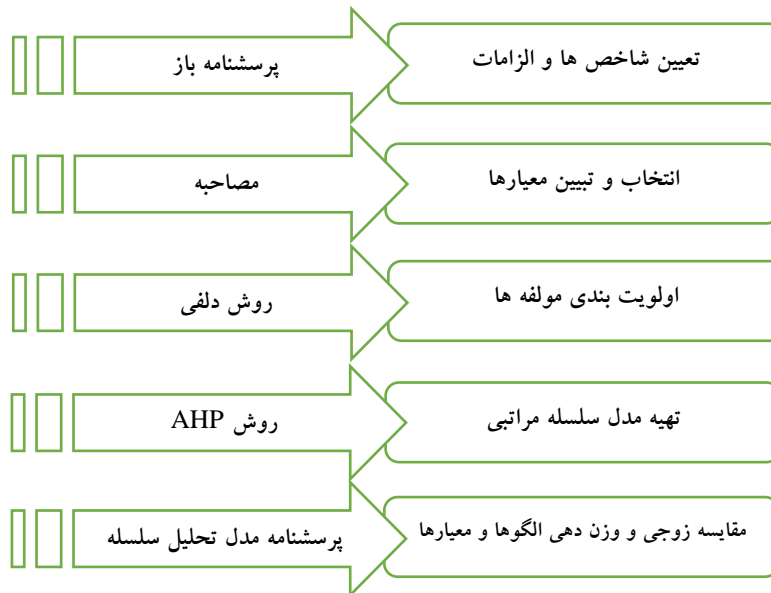 تعیین شاخص ها و الزامات
پرسشنامه باز
انتخاب و تبیین معیارها
مصاحبه
اولویت بندی مولفه ها
روش دلفی
تهیه مدل سلسله مراتبی
روش AHP
مقایسه زوجی و وزن دهی الگوها و معیارها
پرسشنامه مدل تحلیل سلسله